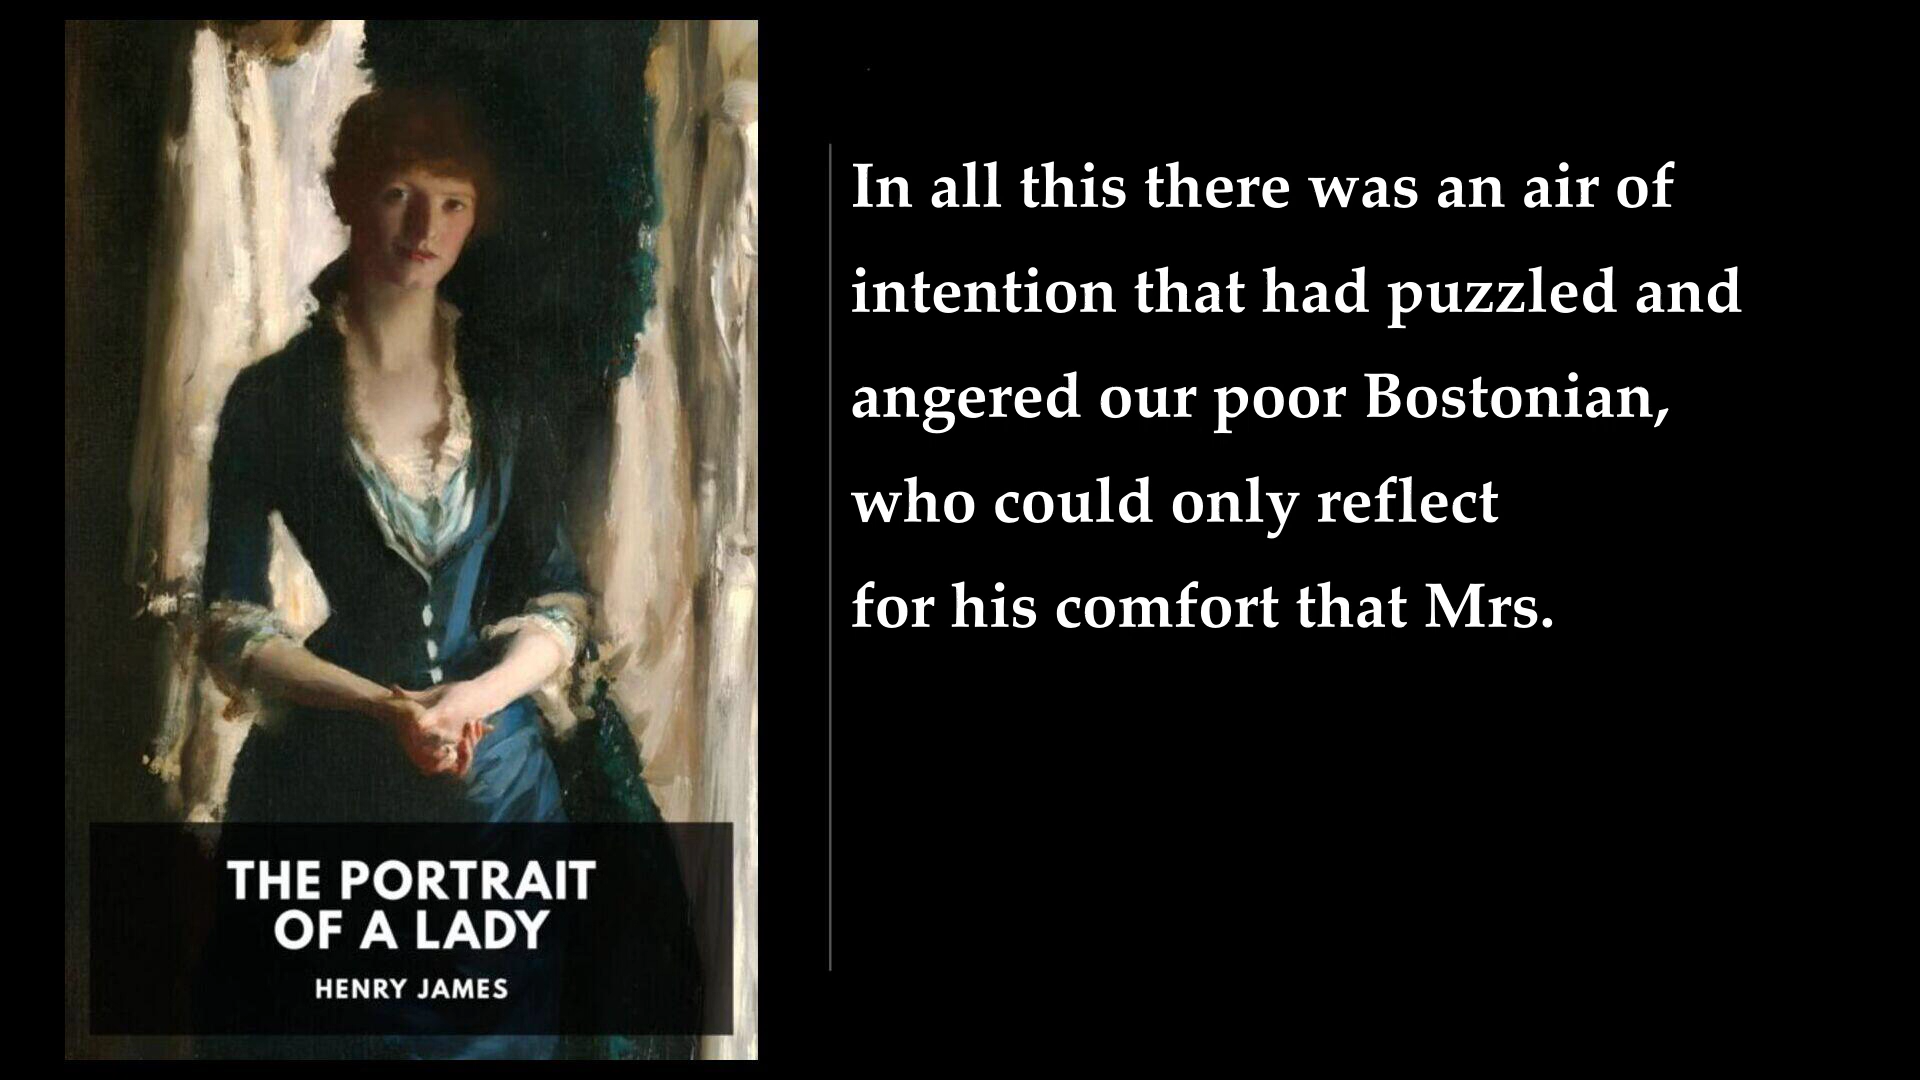 THE PORTRAIT
OF A LADY
HENRY JAMES
In all this there was an air of
intention that had puzzled and
angered our poor Bostonian,
who could only reflect
for his comfort that Mrs.